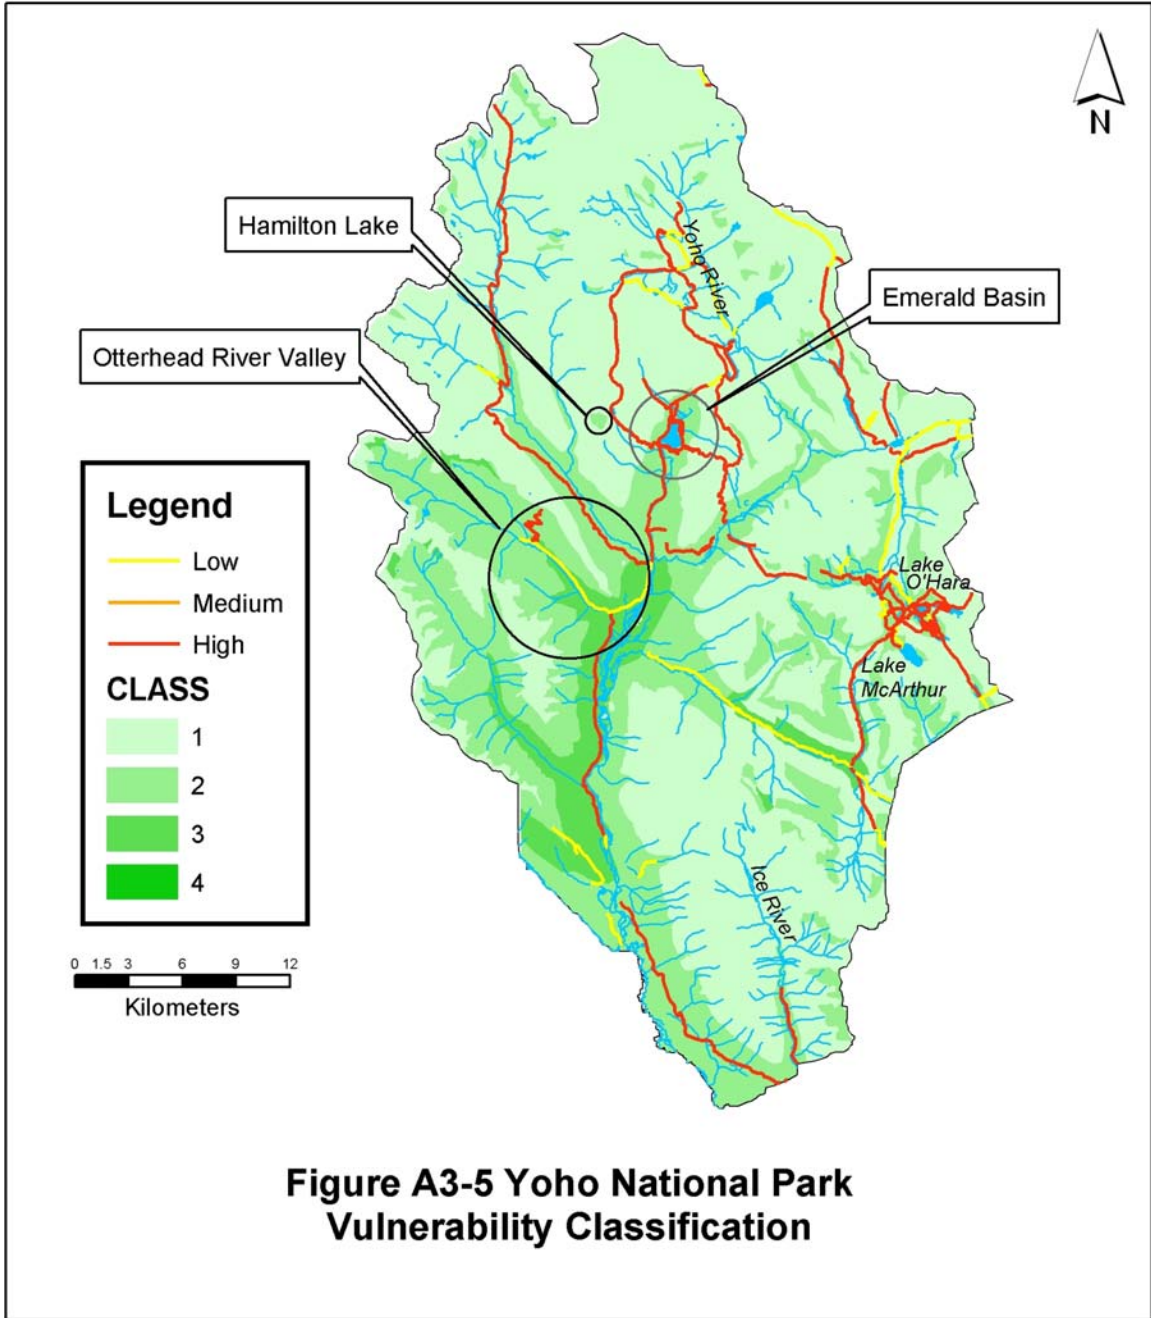 N
Hamilton Lake
Yoho River
Emerald Basin
Otterhead River Valley
Legend
Low
Medium
High
CLASS
1
2
3
4
Lake
O'Hara
Lake
McArthur
Ice River
0 1.5 3 6 9 12
Kilometers
Figure A3-5 Yoho National Park
Vulnerability Classification